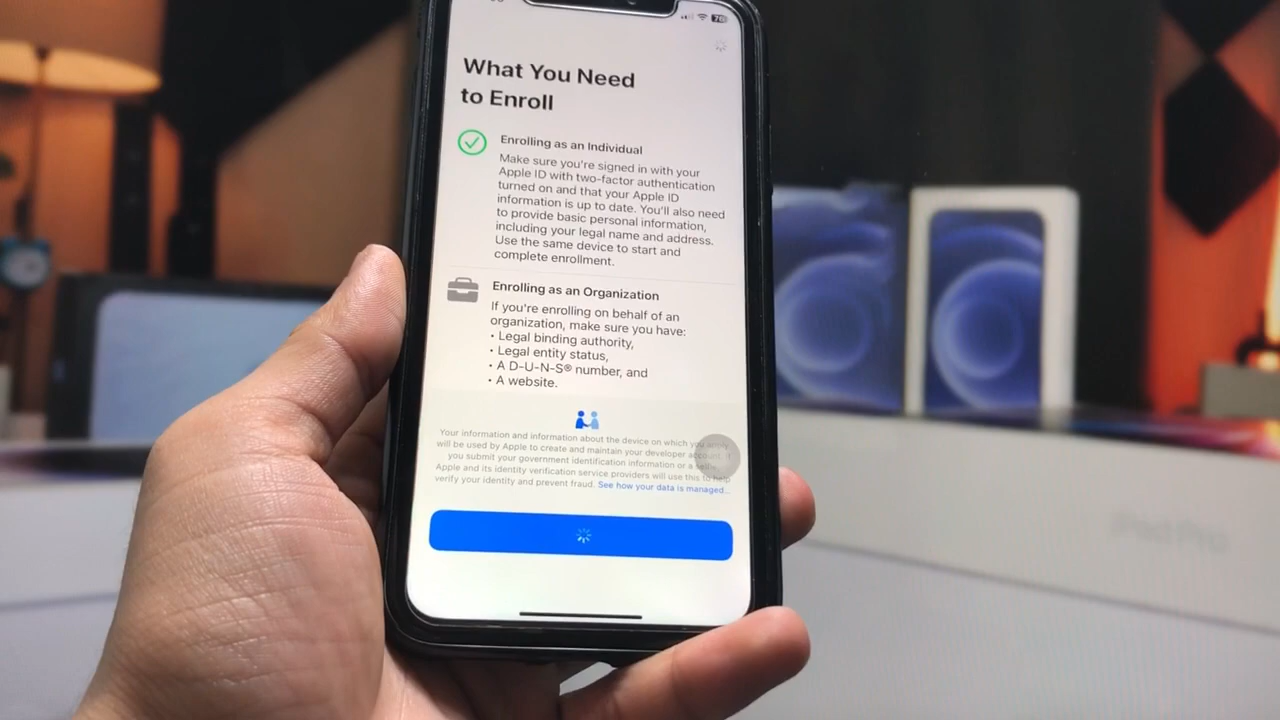 What You Need
to Enroll
Enrolling as an Individual
Make sure you're signed in with your
Apple ID with two-factor authentication
turned on and that your Apple ID
information is up to date. You'll also need
to provide basic personal information,
including your legal name and address.
Use the same device to start and
complete enrollment.
Enrolling as an Organization
If you're enrolling on behalf of an
organization, make sure you have:
• Legal binding authority,
• Legal entity status,
• A D-U-N-S® number, and
• A website.
Your information and information about the device on which you apply
will be used by Apple to create and maintain your developer account. If
you submit your government identification information or a selfie,
Apple and its identity verification service providers will use this to help
verify your identity and prevent fraud. See how your data is managed...
iPad Pro